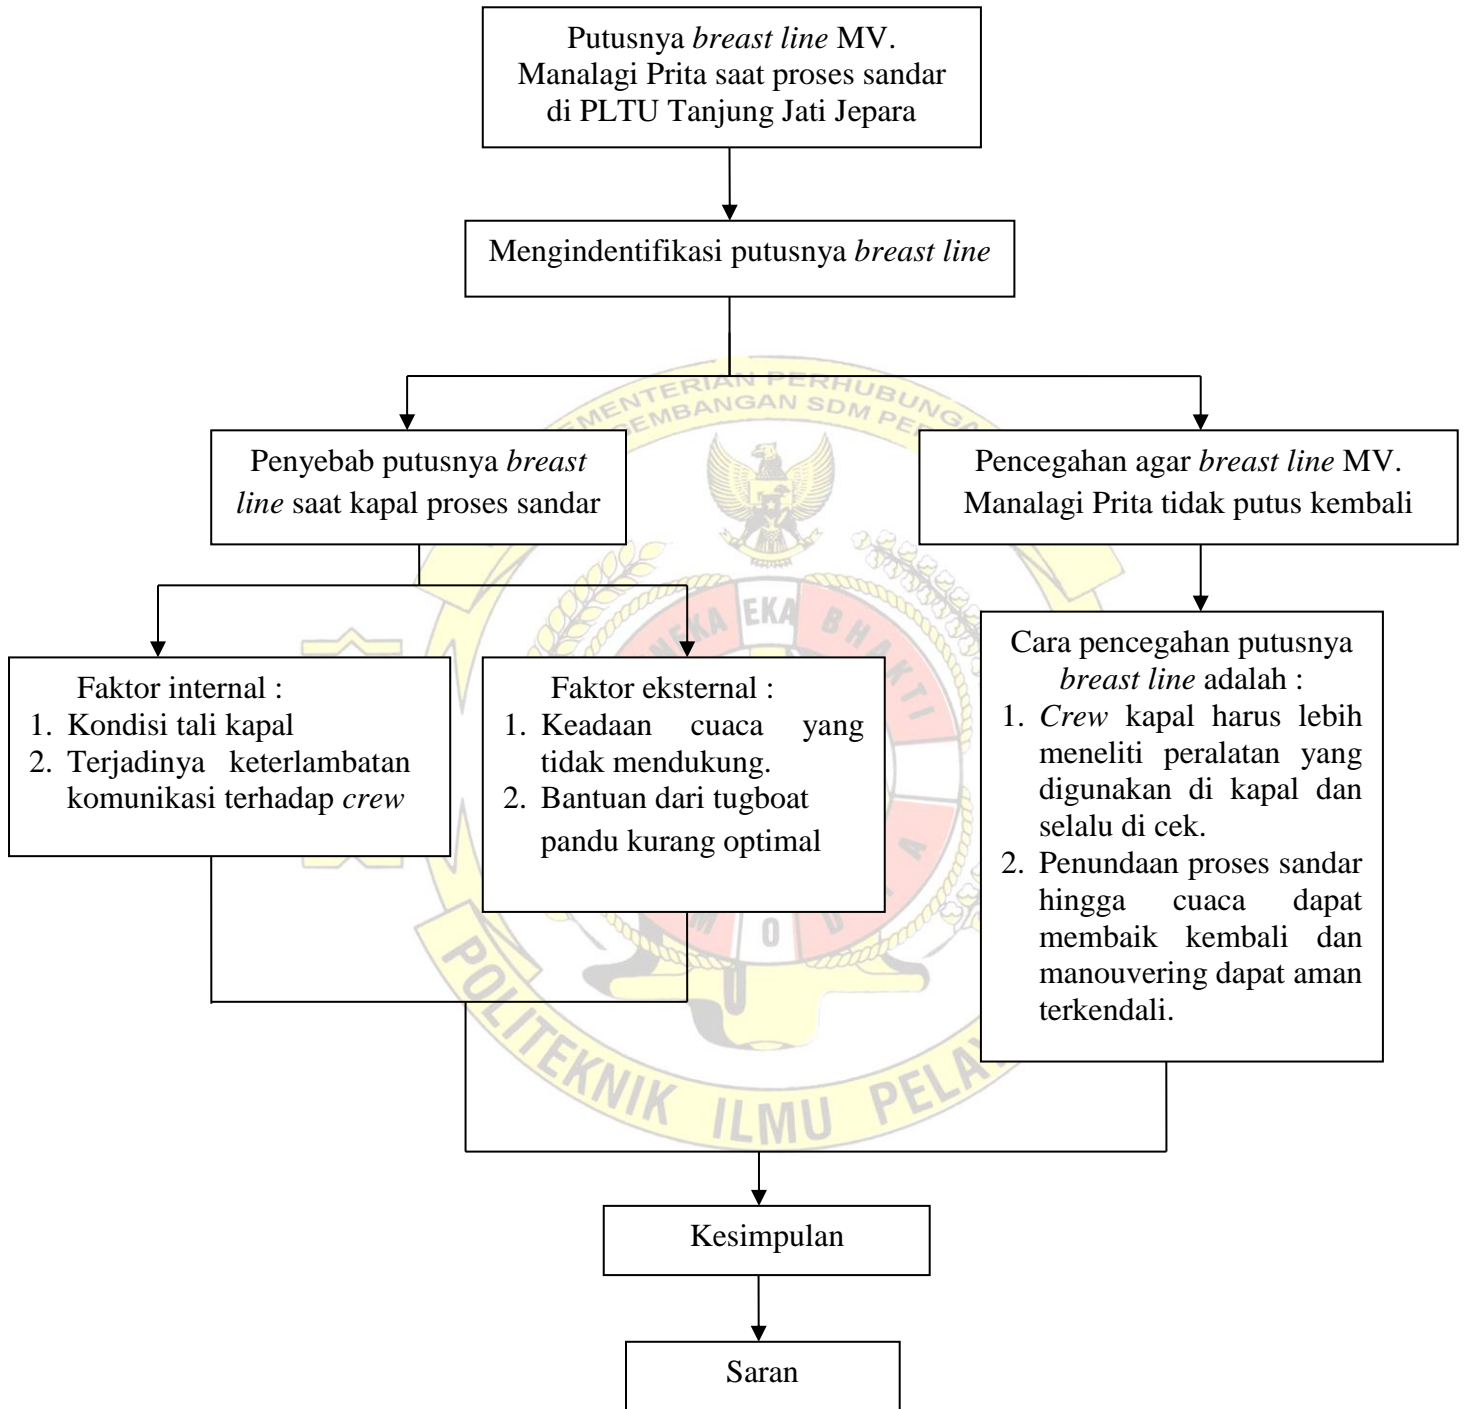 Putusnya breast line MV.
Manalagi Prita saat proses sandar
di PLTU Tanjung Jati Jepara
Mengindentifikasi putusnya breast line
Penyebab putusnya breast
line saat kapal proses sandar
Pencegahan agar breast line MV.
Manalagi Prita tidak putus kembali
Faktor internal :
1. Kondisi tali kapal
2. Terjadinya keterlambatan
komunikasi terhadap crew
Faktor eksternal :
1. Keadaan cuaca yang
tidak mendukung.
2. Bantuan dari tugboat
pandu kurang optimal
Cara pencegahan putusnya
breast line adalah :
1. Crew kapal harus lebih
meneliti peralatan yang
digunakan di kapal dan
selalu di cek.
2. Penundaan proses sandar
hingga cuaca dapat
membaik kembali dan
manouvering dapat aman
terkendali.
Kesimpulan
Saran
EKA
BHAKTI
POLITEKNIK ILMU